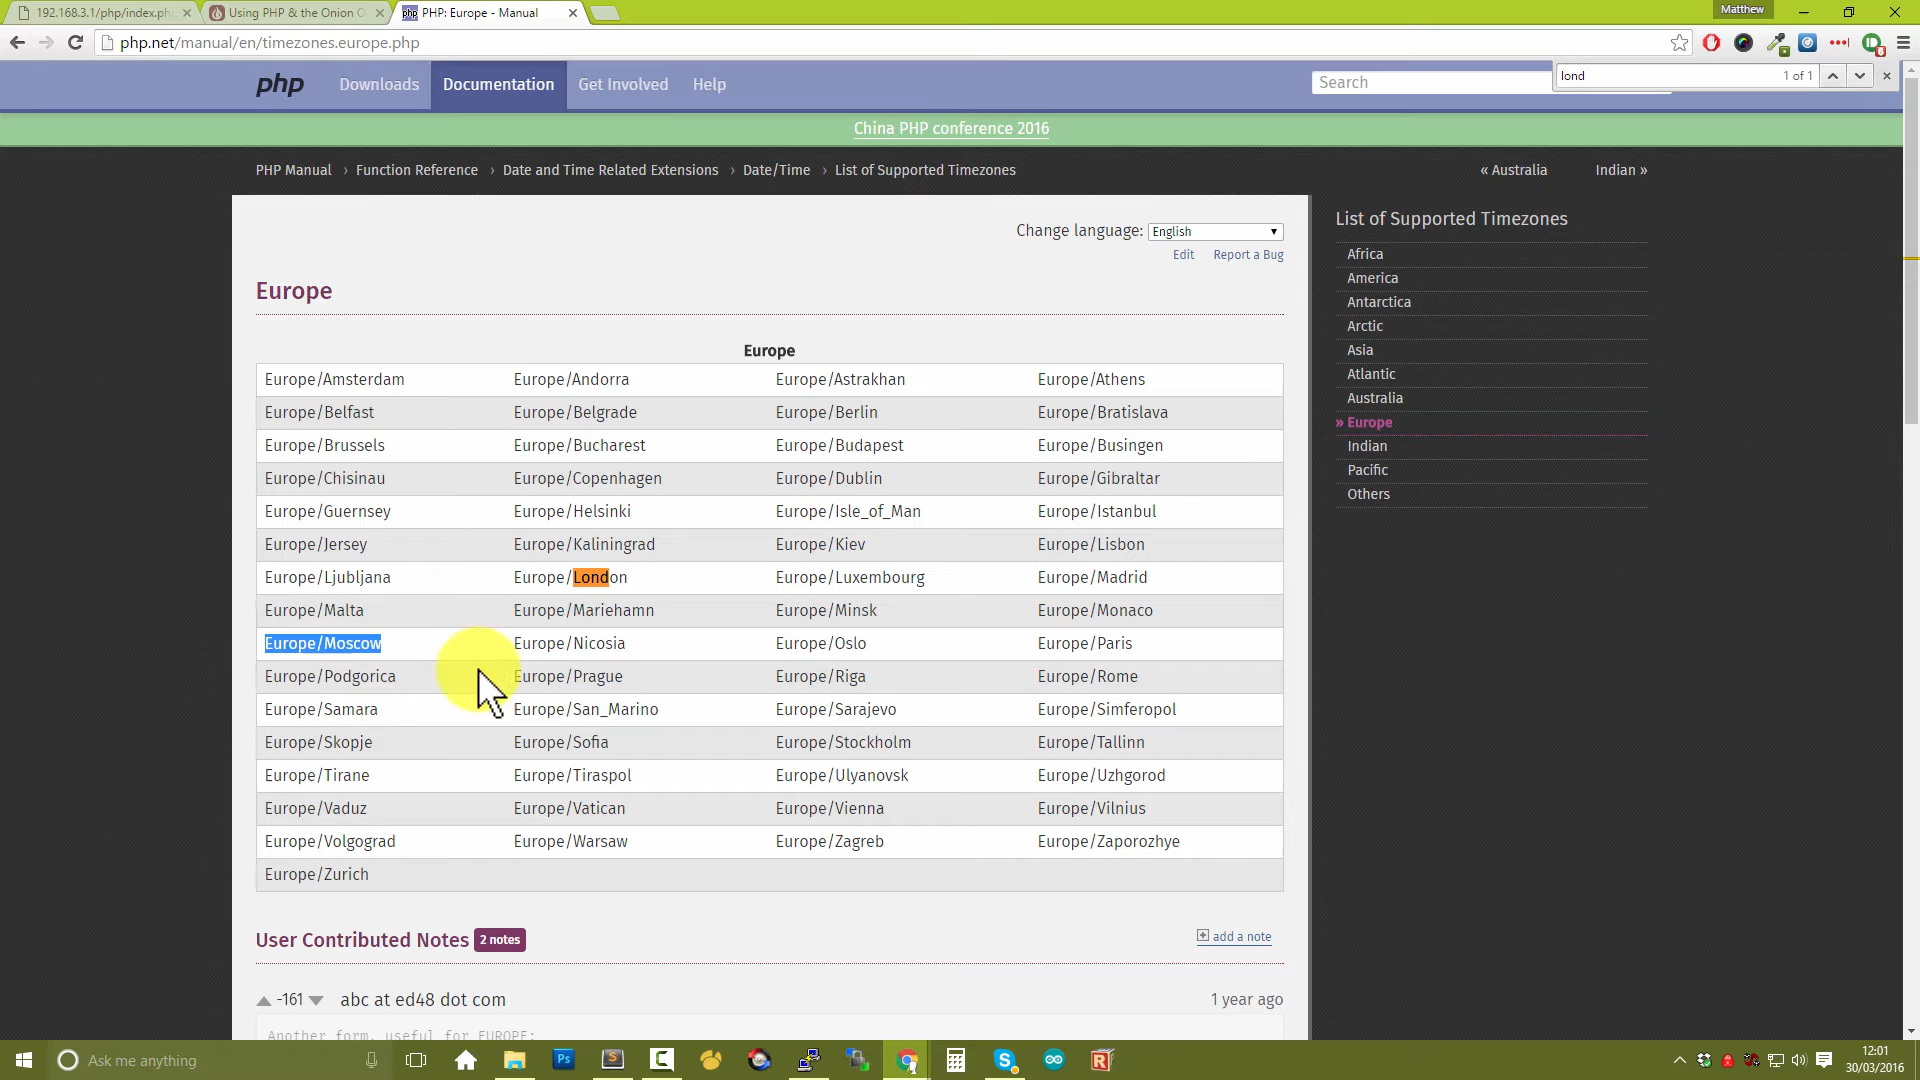 192.168.3.1/php/index.ph
Using PHP & the Onion O
PHP: Europe - Manual
Matthew
php.net/manual/en/timezones.europe.php
lond 1 of 1
php Downloads Documentation Get Involved Help Search
China PHP conference 2016
PHP Manual › Function Reference › Date and Time Related Extensions › Date/Time › List of Supported Timezones « Australia Indian »
Change language: English
Edit Report a Bug
Europe
Europe
Europe/Amsterdam Europe/Andorra Europe/Astrakhan Europe/Athens
Europe/Belfast Europe/Belgrade Europe/Berlin Europe/Bratislava
Europe/Brussels Europe/Bucharest Europe/Budapest Europe/Busingen
Europe/Chisinau Europe/Copenhagen Europe/Dublin Europe/Gibraltar
Europe/Guernsey Europe/Helsinki Europe/Isle_of_Man Europe/Istanbul
Europe/Jersey Europe/Kaliningrad Europe/Kiev Europe/Lisbon
Europe/Ljubljana Europe/London Europe/Luxembourg Europe/Madrid
Europe/Malta Europe/Mariehamn Europe/Minsk Europe/Monaco
Europe/Moscow Europe/Nicosia Europe/Oslo Europe/Paris
Europe/Podgorica Europe/Prague Europe/Riga Europe/Rome
Europe/Samara Europe/San_Marino Europe/Sarajevo Europe/Simferopol
Europe/Skopje Europe/Sofia Europe/Stockholm Europe/Tallinn
Europe/Tirane Europe/Tiraspol Europe/Ulyanovsk Europe/Uzhgorod
Europe/Vaduz Europe/Vatican Europe/Vienna Europe/Vilnius
Europe/Volgograd Europe/Warsaw Europe/Zagreb Europe/Zaporozhye
Europe/Zurich
User Contributed Notes 2 notes
add a note
-161 abc at ed48 dot com 1 year ago
Another form, useful for EUROPE:
List of Supported Timezones
Africa
America
Antarctica
Arctic
Asia
Atlantic
Australia
» Europe
Indian
Pacific
Others
Ask me anything
12:01
30/03/2016